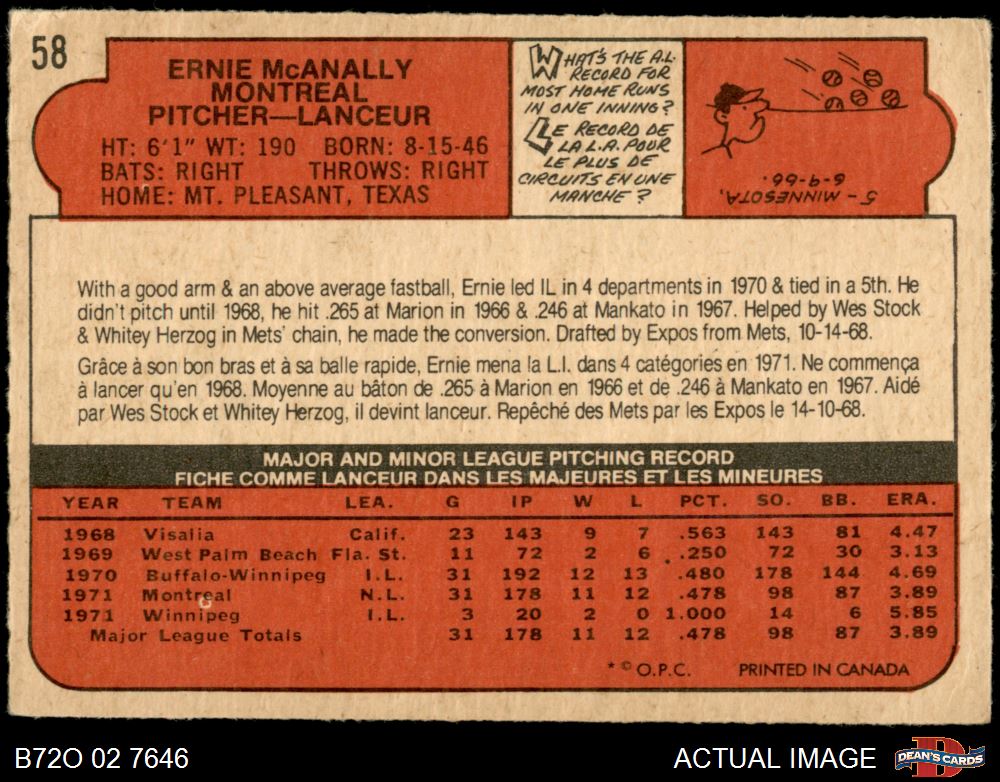 58
ERNIE McANALLY
MONTREAL
PITCHER—LANCEUR
HT: 6'1" WT: 190 BORN: 8-15-46
BATS: RIGHT THROWS: RIGHT
HOME: MT. PLEASANT, TEXAS
WHAT'S THE A.L.
RECORD FOR
MOST HOME RUNS
IN ONE INNING?
LE RECORD DE
LA L.A. POUR
LE PLUS DE
CIRCUITS EN UNE
MANCHE?
5 - MINNESOTA,
6-9-66.
With a good arm & an above average fastball, Ernie led IL in 4 departments in 1970 & tied in a 5th. He
didn't pitch until 1968, he hit .265 at Marion in 1966 & .246 at Mankato in 1967. Helped by Wes Stock
& Whitey Herzog in Mets' chain, he made the conversion. Drafted by Expos from Mets, 10-14-68.
Grâce à son bon bras et à sa balle rapide, Ernie mena la L.I. dans 4 catégories en 1971. Ne commença
à lancer qu'en 1968. Moyenne au bâton de .265 à Marion en 1966 et de .246 à Mankato en 1967. Aidé
par Wes Stock et Whitey Herzog, il devint lanceur. Repêché des Mets par les Expos le 14-10-68.
MAJOR AND MINOR LEAGUE PITCHING RECORD
FICHE COMME LANCEUR DANS LES MAJEURES ET LES MINEURES
YEAR TEAM LEA. G IP W L PCT. SO. BB. ERA.
1968 Visalia Calif. 23 143 9 7 .563 143 81 4.47
1969 West Palm Beach Fla. St. 11 72 2 6 .250 72 30 3.13
1970 Buffalo-Winnipeg I.L. 31 192 12 13 .480 178 144 4.69
1971 Montreal N.L. 31 178 11 12 .478 98 87 3.89
1971 Winnipeg I.L. 3 20 2 0 1.000 14 6 5.85
Major League Totals 31 178 11 12 .478 98 87 3.89
* © O.P.C. PRINTED IN CANADA
B72O 02 7646
ACTUAL IMAGE
DEAN'S CARDS